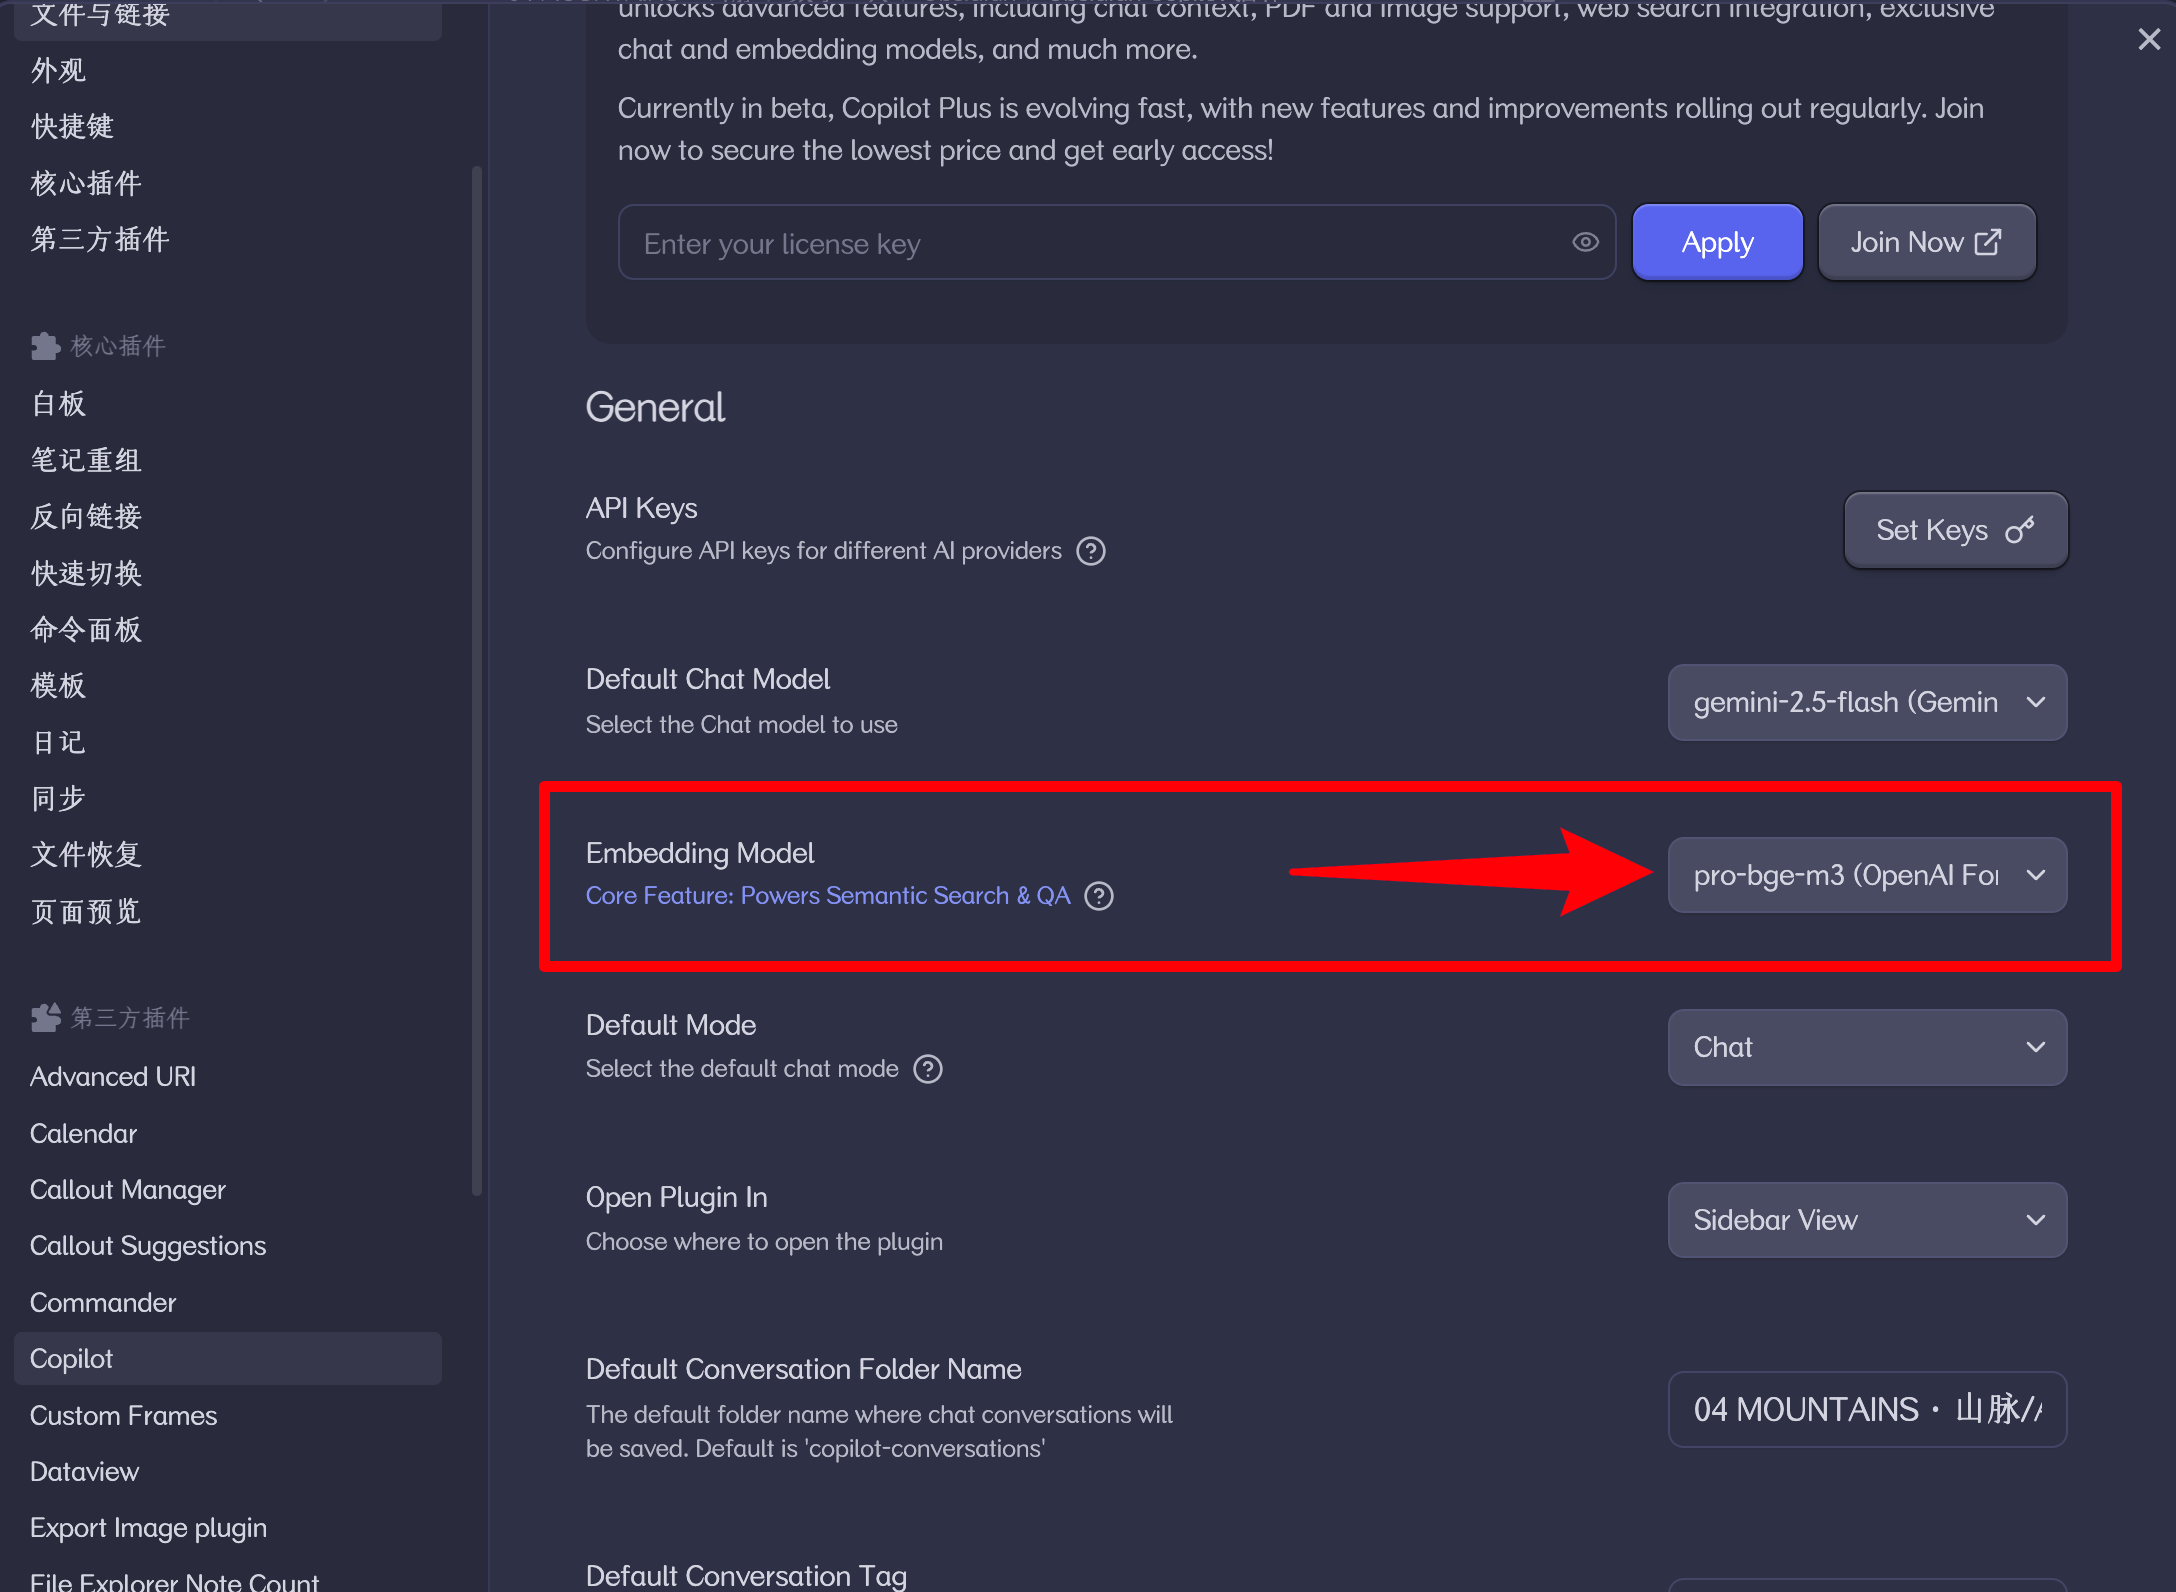 文件与链接
外观
快捷键
核心插件
第三方插件
核心插件
白板
笔记重组
反向链接
快速切换
命令面板
模板
日记
同步
文件恢复
页面预览
第三方插件
Advanced URI
Calendar
Callout Manager
Callout Suggestions
Commander
Copilot
Custom Frames
Dataview
Export Image plugin
File Explorer Note Count
unlocks advanced features, including chat context, PDF and image support, web search integration, exclusive
chat and embedding models, and much more.
Currently in beta, Copilot Plus is evolving fast, with new features and improvements rolling out regularly. Join
now to secure the lowest price and get early access!
Enter your license key
Apply
Join Now
General
API Keys
Configure API keys for different AI providers
Set Keys
Default Chat Model
Select the Chat model to use
gemini-2.5-flash (Gemin
Embedding Model
Core Feature: Powers Semantic Search & QA
pro-bge-m3 (OpenAI For
Default Mode
Select the default chat mode
Chat
Open Plugin In
Choose where to open the plugin
Sidebar View
Default Conversation Folder Name
The default folder name where chat conversations will
be saved. Default is 'copilot-conversations'
04 MOUNTAINS · 山脉//
Default Conversation Tag